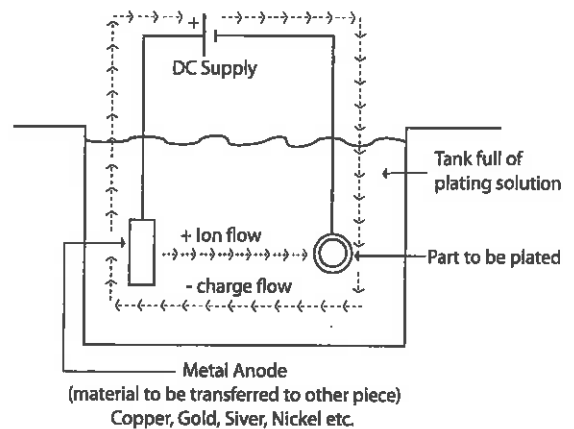 +
DC Supply
Tank full of
plating solution
+ Ion flow
Part to be plated
- charge flow
Metal Anode
(material to be transferred to other piece)
Copper, Gold, Siver, Nickel etc.